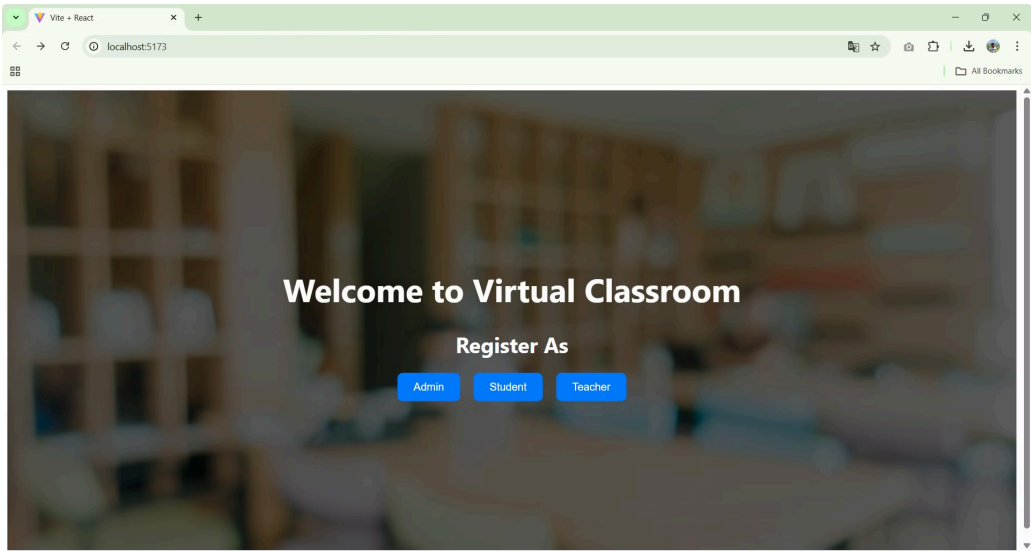 Vite + React
localhost:5173
All Bookmarks
Welcome to Virtual Classroom
Register As
Admin Student Teacher